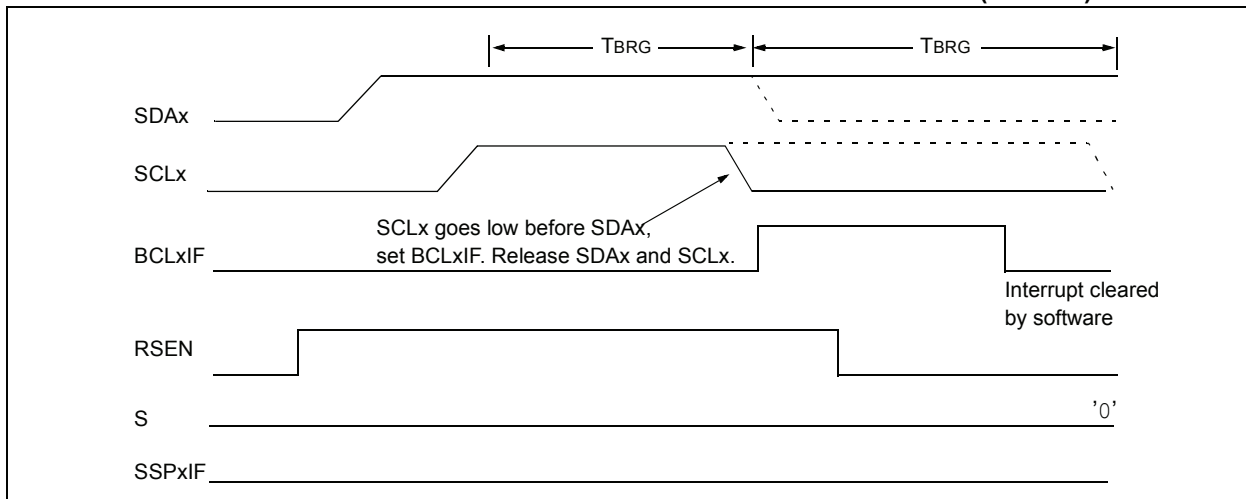 TBRG TBRG
SDAx
SCLx
SCLx goes low before SDAx,
set BCLxIF. Release SDAx and SCLx.
BCLxIF
Interrupt cleared
by software
RSEN
S
'0'
SSPxIF